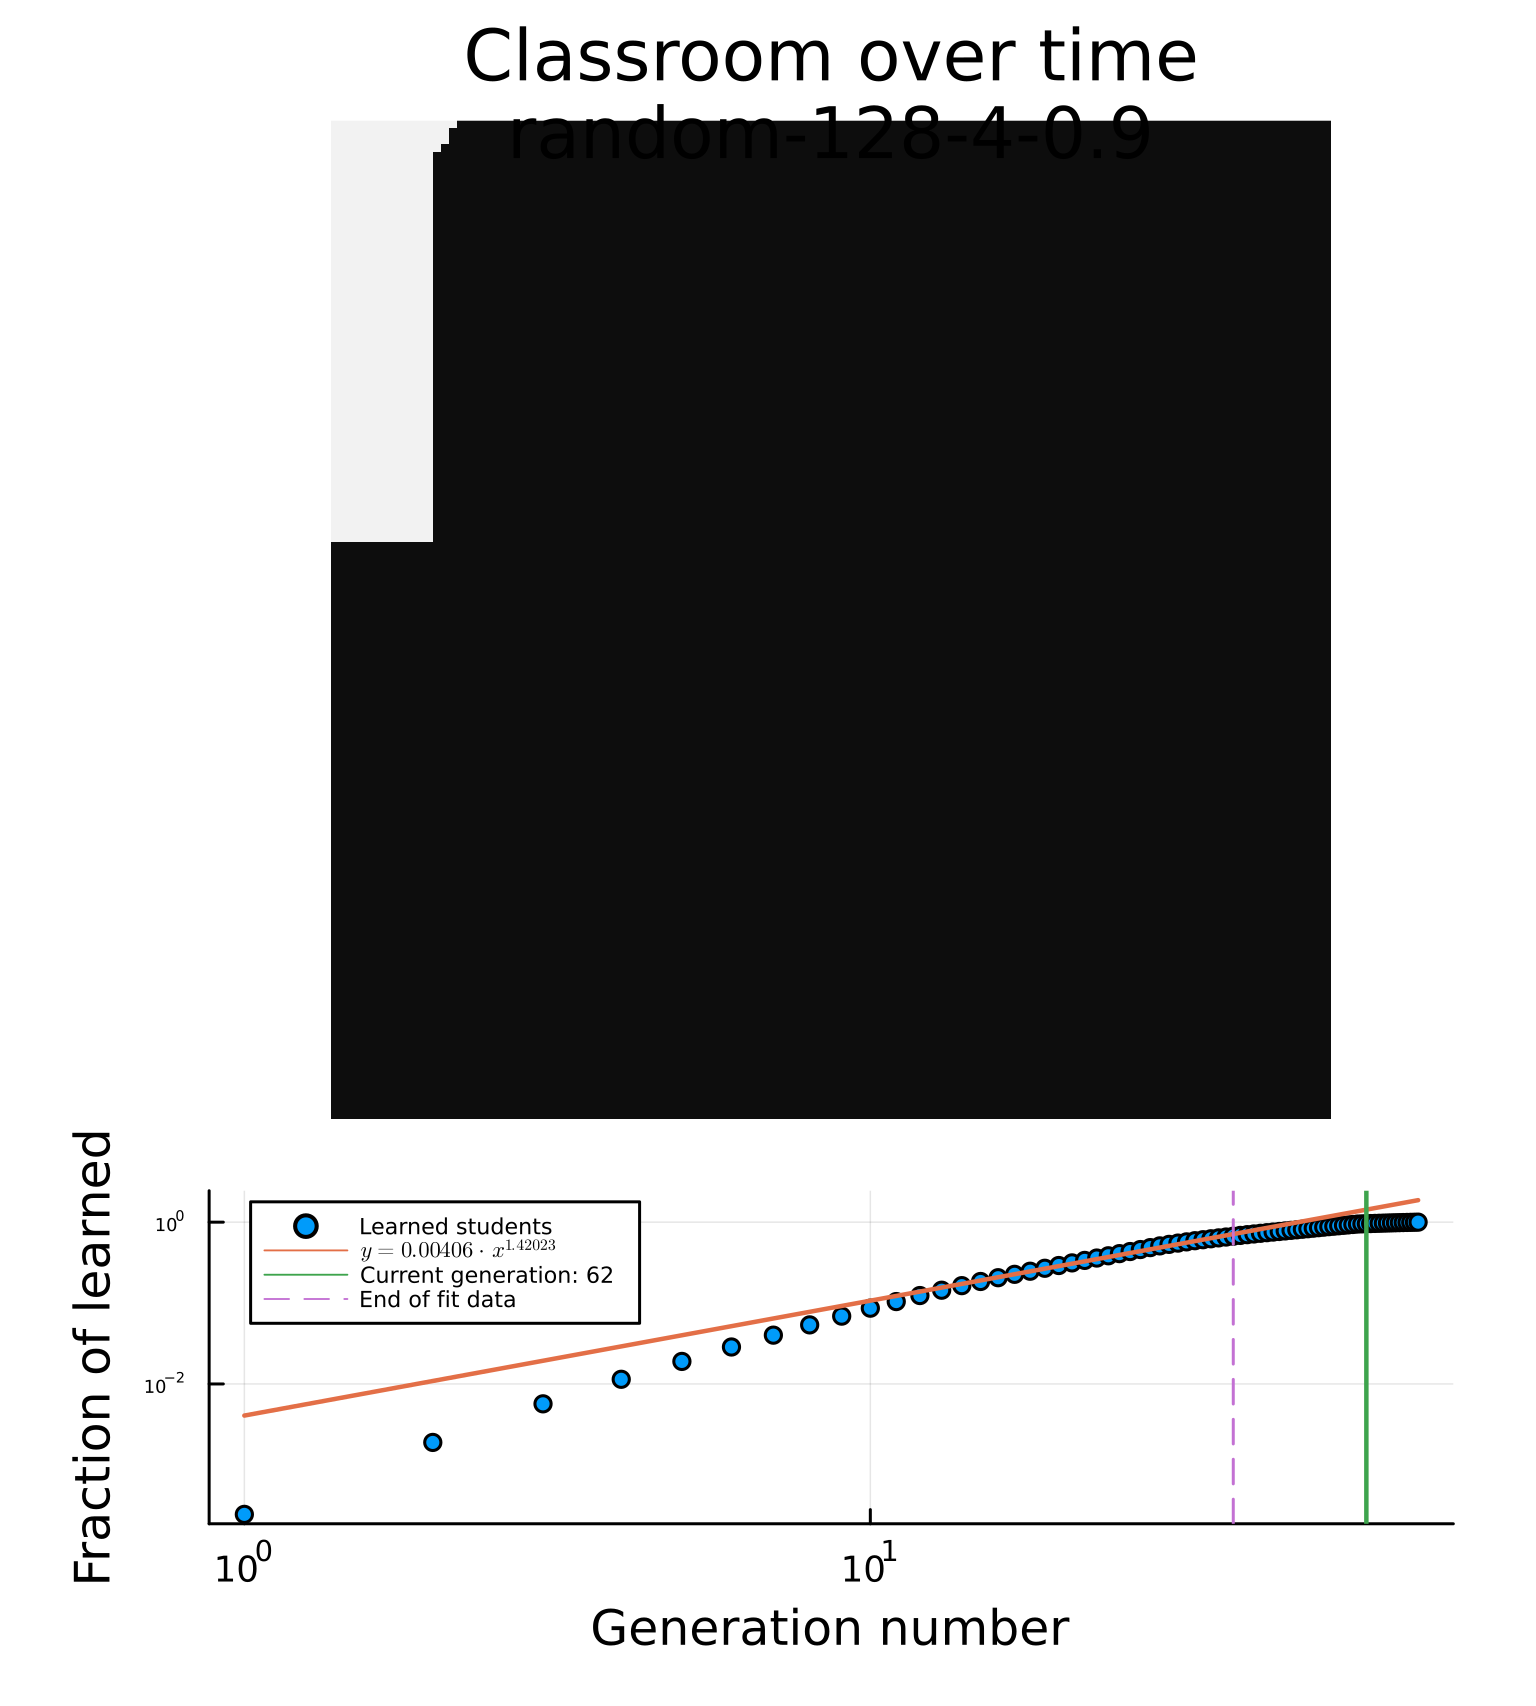 Classroom over time
random-128-4-0.9
Fraction of learned
10⁰
10⁻²
Learned students
y = 0.00406 · x^1.42023
Current generation: 62
End of fit data
10⁰
10¹
Generation number